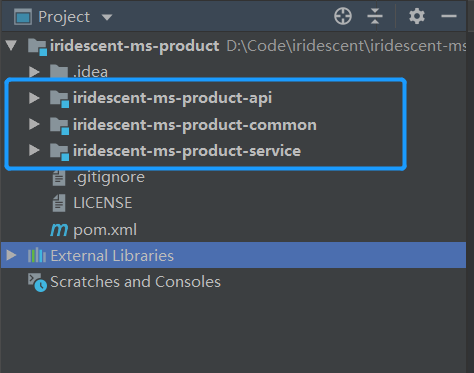 Project
iridescent-ms-product D:\Code\iridescent\iridescent-ms
.idea
iridescent-ms-product-api
iridescent-ms-product-common
iridescent-ms-product-service
.gitignore
LICENSE
m pom.xml
External Libraries
Scratches and Consoles